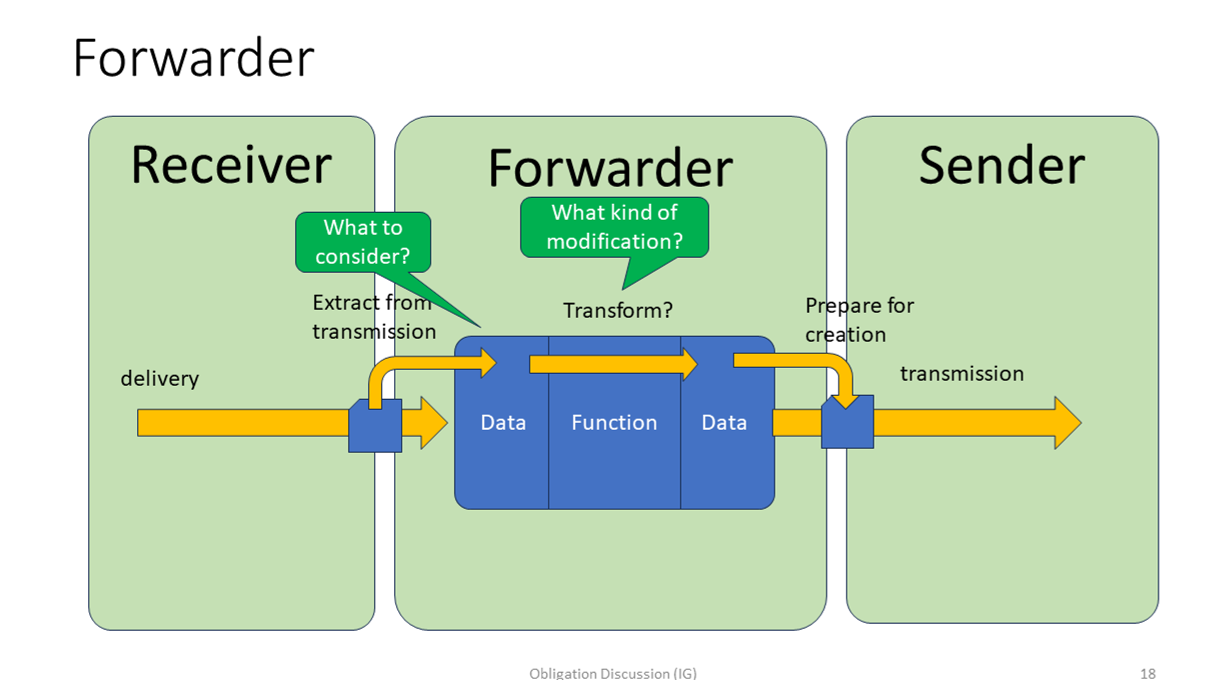 Forwarder
Receiver
Forwarder
Sender
What to
consider?
What kind of
modification?
Extract from
transmission
Transform?
Prepare for
creation
delivery
transmission
Data
Function
Data
Obligation Discussion (IG)
18